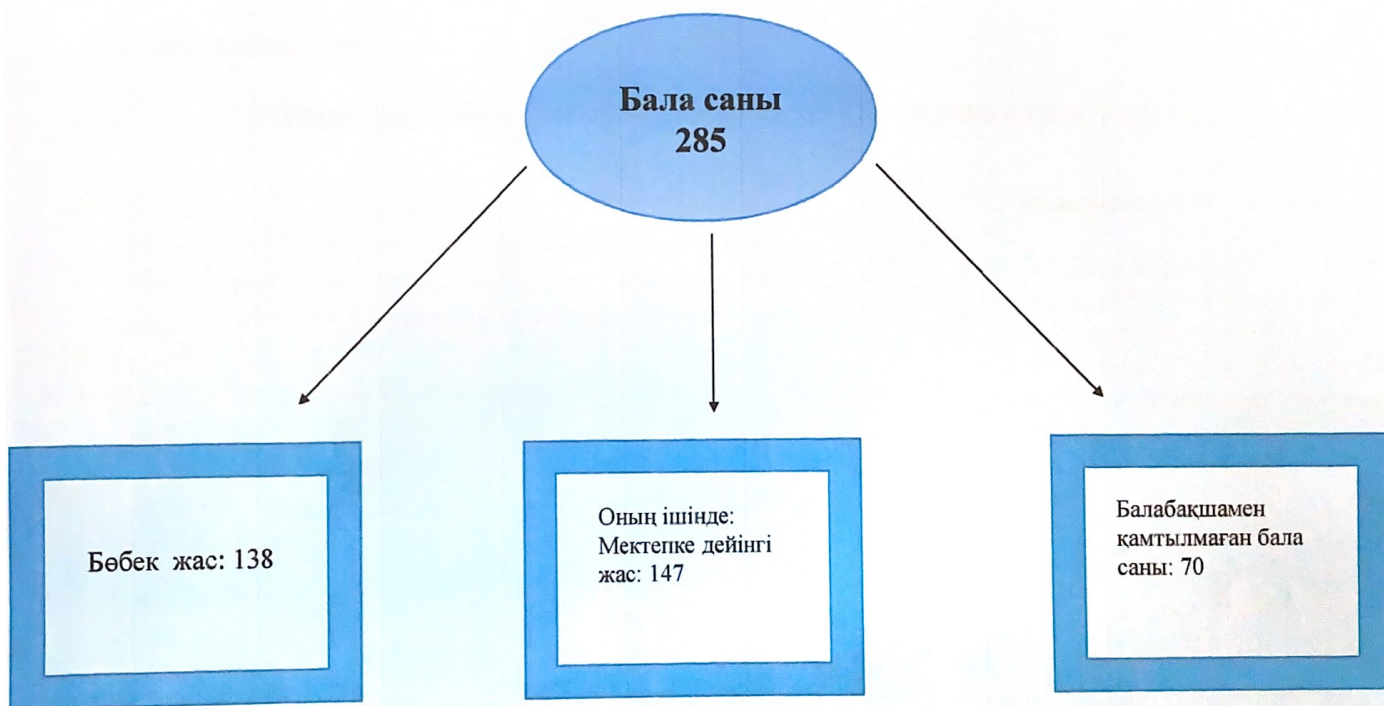 Бала саны
285
Бөбек жас: 138
Оның ішінде:
Мектепке дейінгі
жас: 147
Балабақшамен
қамтылмаған бала
саны: 70